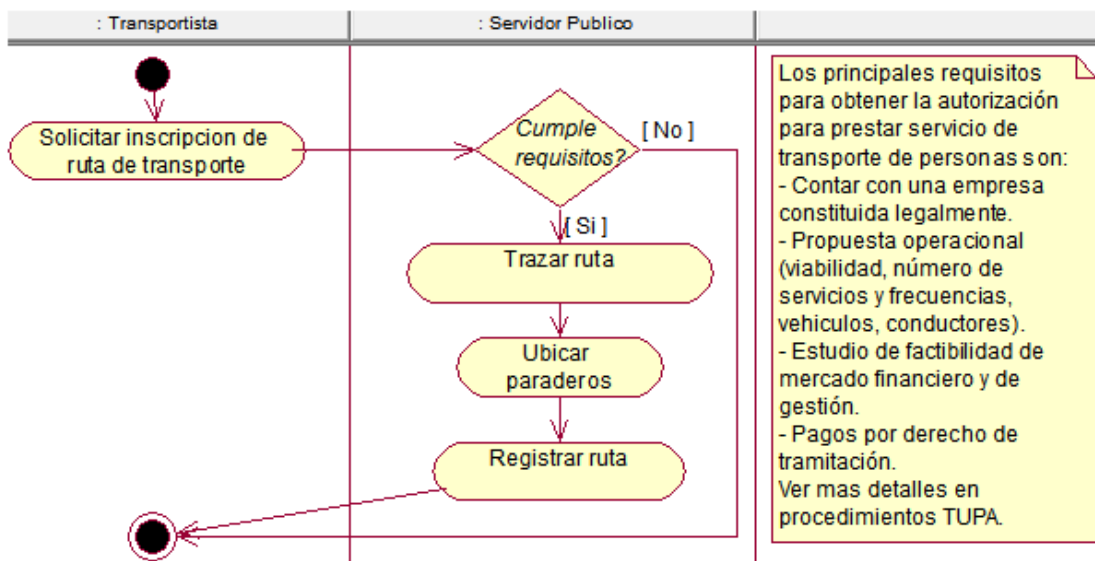 : Transportista
: Servidor Publico
Solicitar inscripcion de
ruta de transporte
Cumple
requisitos?
[ No ]
[ Si ]
Trazar ruta
Ubicar
paraderos
Registrar ruta
Los principales requisitos
para obtener la autorización
para prestar servicio de
transporte de personas son:
- Contar con una empresa
constituida legalmente.
- Propuesta operacional
(viabilidad, número de
servicios y frecuencias,
vehiculos, conductores).
- Estudio de factibilidad de
mercado financiero y de
gestión.
- Pagos por derecho de
tramitación.
Ver mas detalles en
procedimientos TUPA.